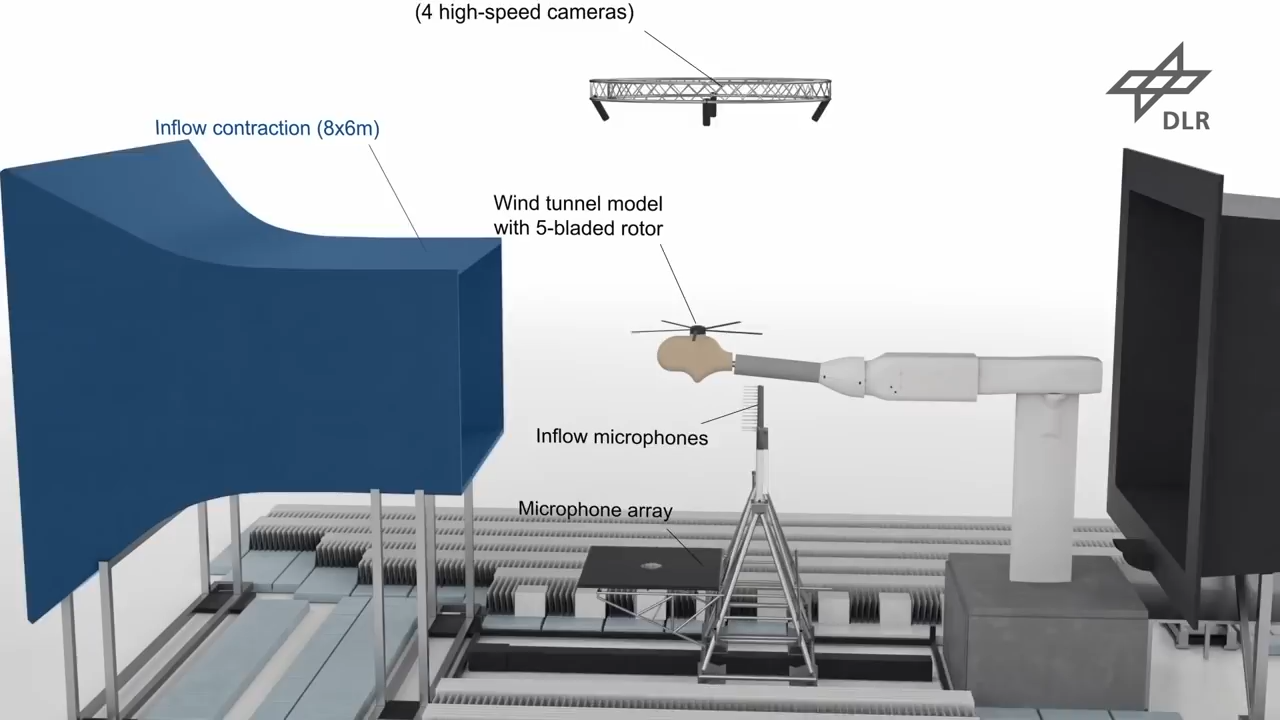 (4 high-speed cameras)
DLR
Inflow contraction (8x6m)
Wind tunnel model
with 5-bladed rotor
Inflow microphones
Microphone array